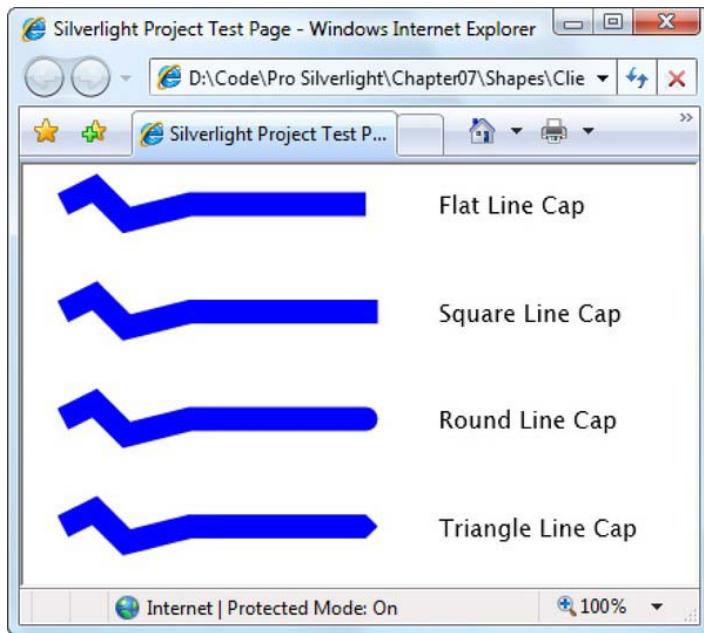 Silverlight Project Test Page - Windows Internet Explorer
D:\Code\Pro Silverlight\Chapter07\Shapes\Clie
Silverlight Project Test P...
Flat Line Cap
Square Line Cap
Round Line Cap
Triangle Line Cap
Internet | Protected Mode: On
100%